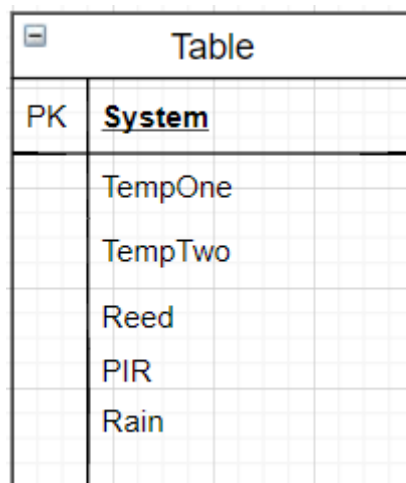 Table
PK System
TempOne
TempTwo
Reed
PIR
Rain